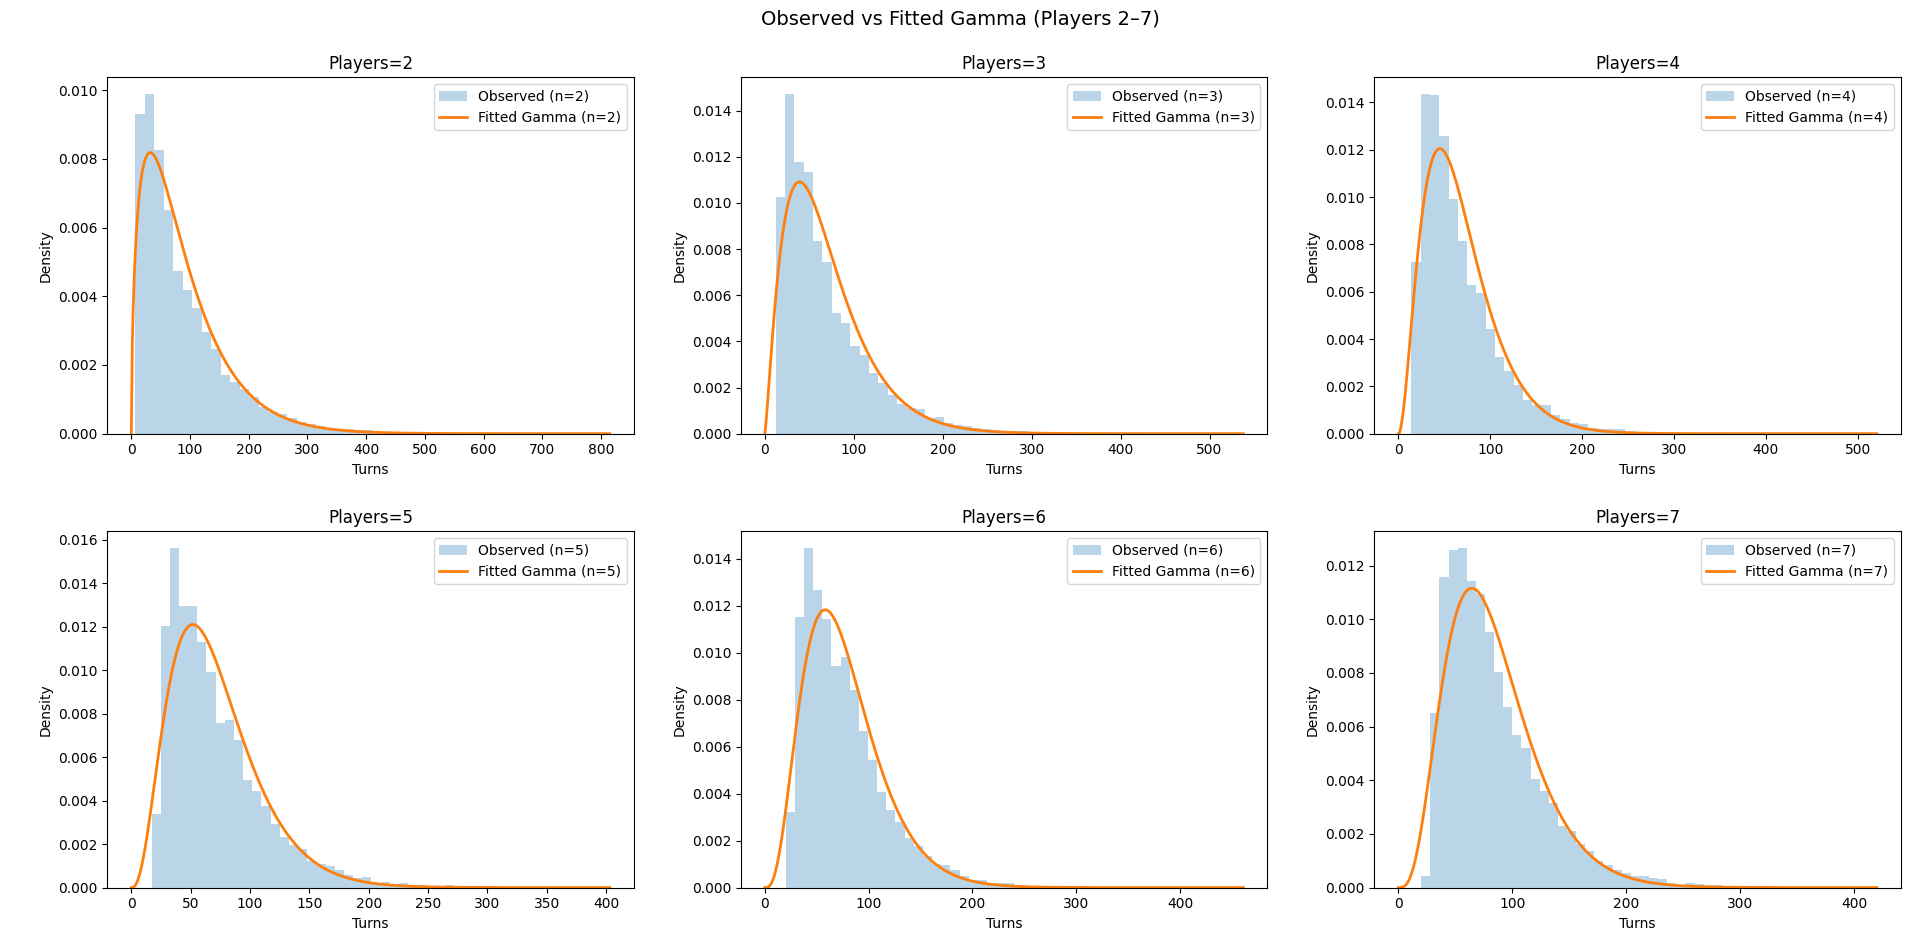 Observed vs Fitted Gamma (Players 2–7)
Players=2
0.010
0.008
0.006
0.004
0.002
0.000
Density
0 100 200 300 400 500 600 700 800
Turns
Observed (n=2)
Fitted Gamma (n=2)
Players=3
0.014
0.012
0.010
0.008
0.006
0.004
0.002
0.000
Density
0 100 200 300 400 500
Turns
Observed (n=3)
Fitted Gamma (n=3)
Players=4
0.014
0.012
0.010
0.008
0.006
0.004
0.002
0.000
Density
0 100 200 300 400 500
Turns
Observed (n=4)
Fitted Gamma (n=4)
Players=5
0.016
0.014
0.012
0.010
0.008
0.006
0.004
0.002
0.000
Density
0 50 100 150 200 250 300 350 400
Turns
Observed (n=5)
Fitted Gamma (n=5)
Players=6
0.014
0.012
0.010
0.008
0.006
0.004
0.002
0.000
Density
0 100 200 300 400
Turns
Observed (n=6)
Fitted Gamma (n=6)
Players=7
0.012
0.010
0.008
0.006
0.004
0.002
0.000
Density
0 100 200 300 400
Turns
Observed (n=7)
Fitted Gamma (n=7)